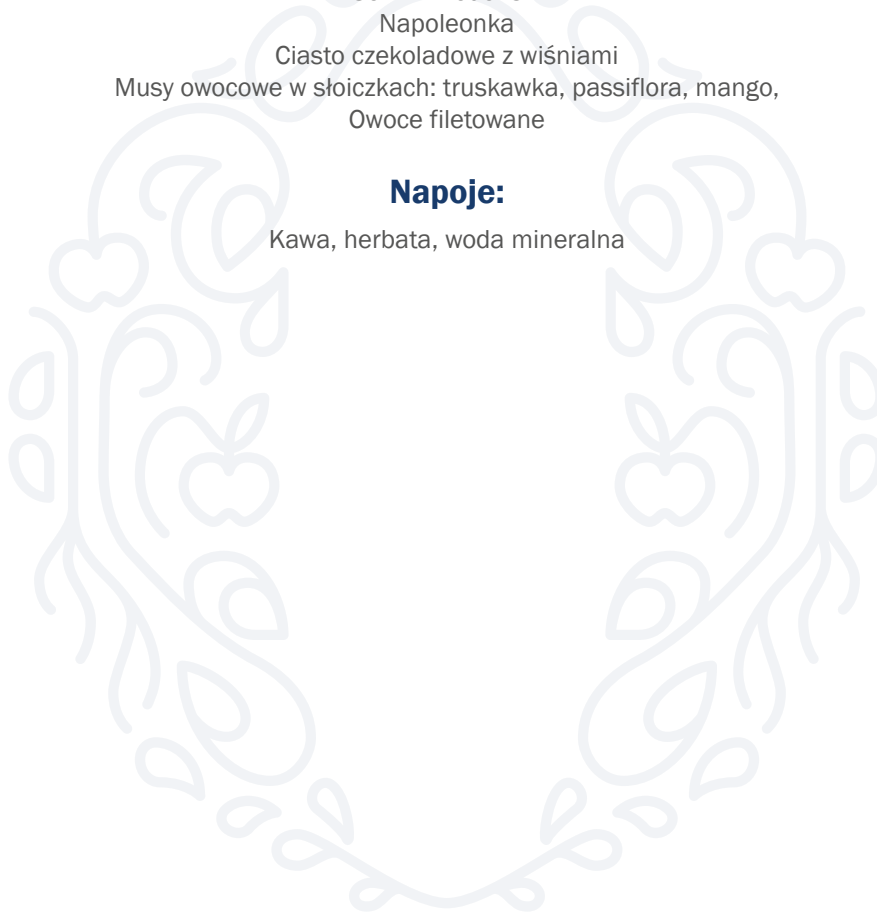 Napoleonka
Ciasto czekoladowe z wiśniami
Musy owocowe w słoiczkach: truskawka, passiflora, mango,
Owoce filetowane
Napoje:
Kawa, herbata, woda mineralna